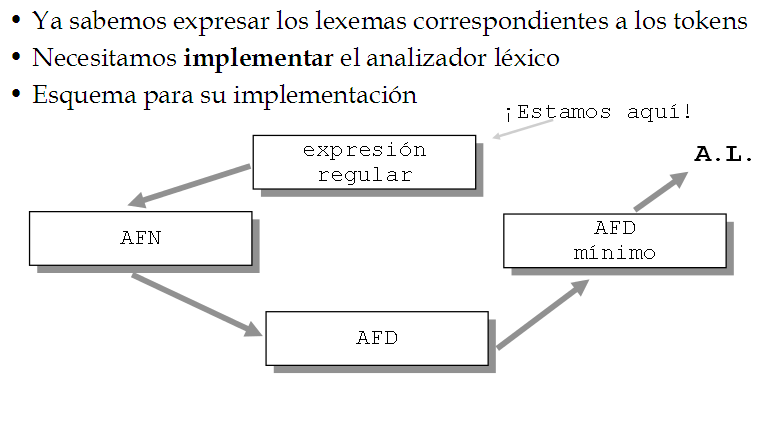 • Ya sabemos expresar los lexemas correspondientes a los tokens
• Necesitamos implementar el analizador léxico
• Esquema para su implementación
¡Estamos aquí!
expresión
regular
A.L.
AFN
AFD
mínimo
AFD